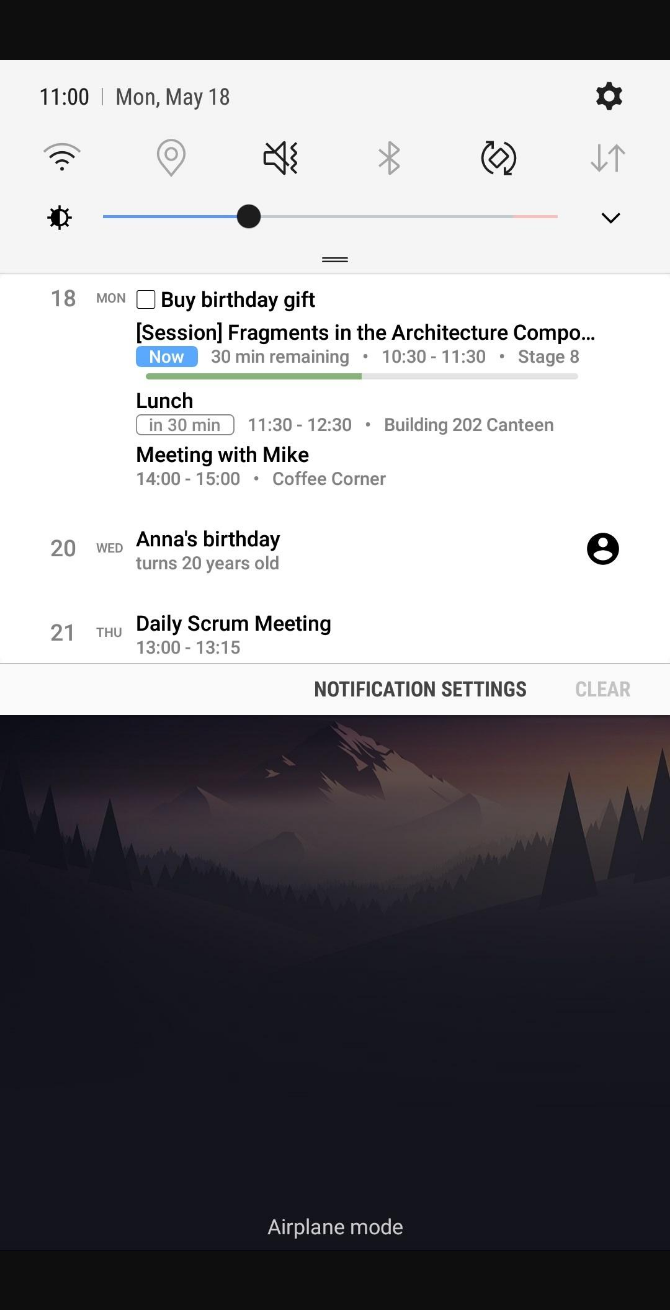 11:00 | Mon, May 18
18 MON Buy birthday gift
[Session] Fragments in the Architecture Compo...
Now 30 min remaining • 10:30 - 11:30 • Stage 8
Lunch
in 30 min 11:30 - 12:30 • Building 202 Canteen
Meeting with Mike
14:00 - 15:00 • Coffee Corner
20 WED Anna's birthday
turns 20 years old
21 THU Daily Scrum Meeting
13:00 - 13:15
NOTIFICATION SETTINGS CLEAR
Airplane mode